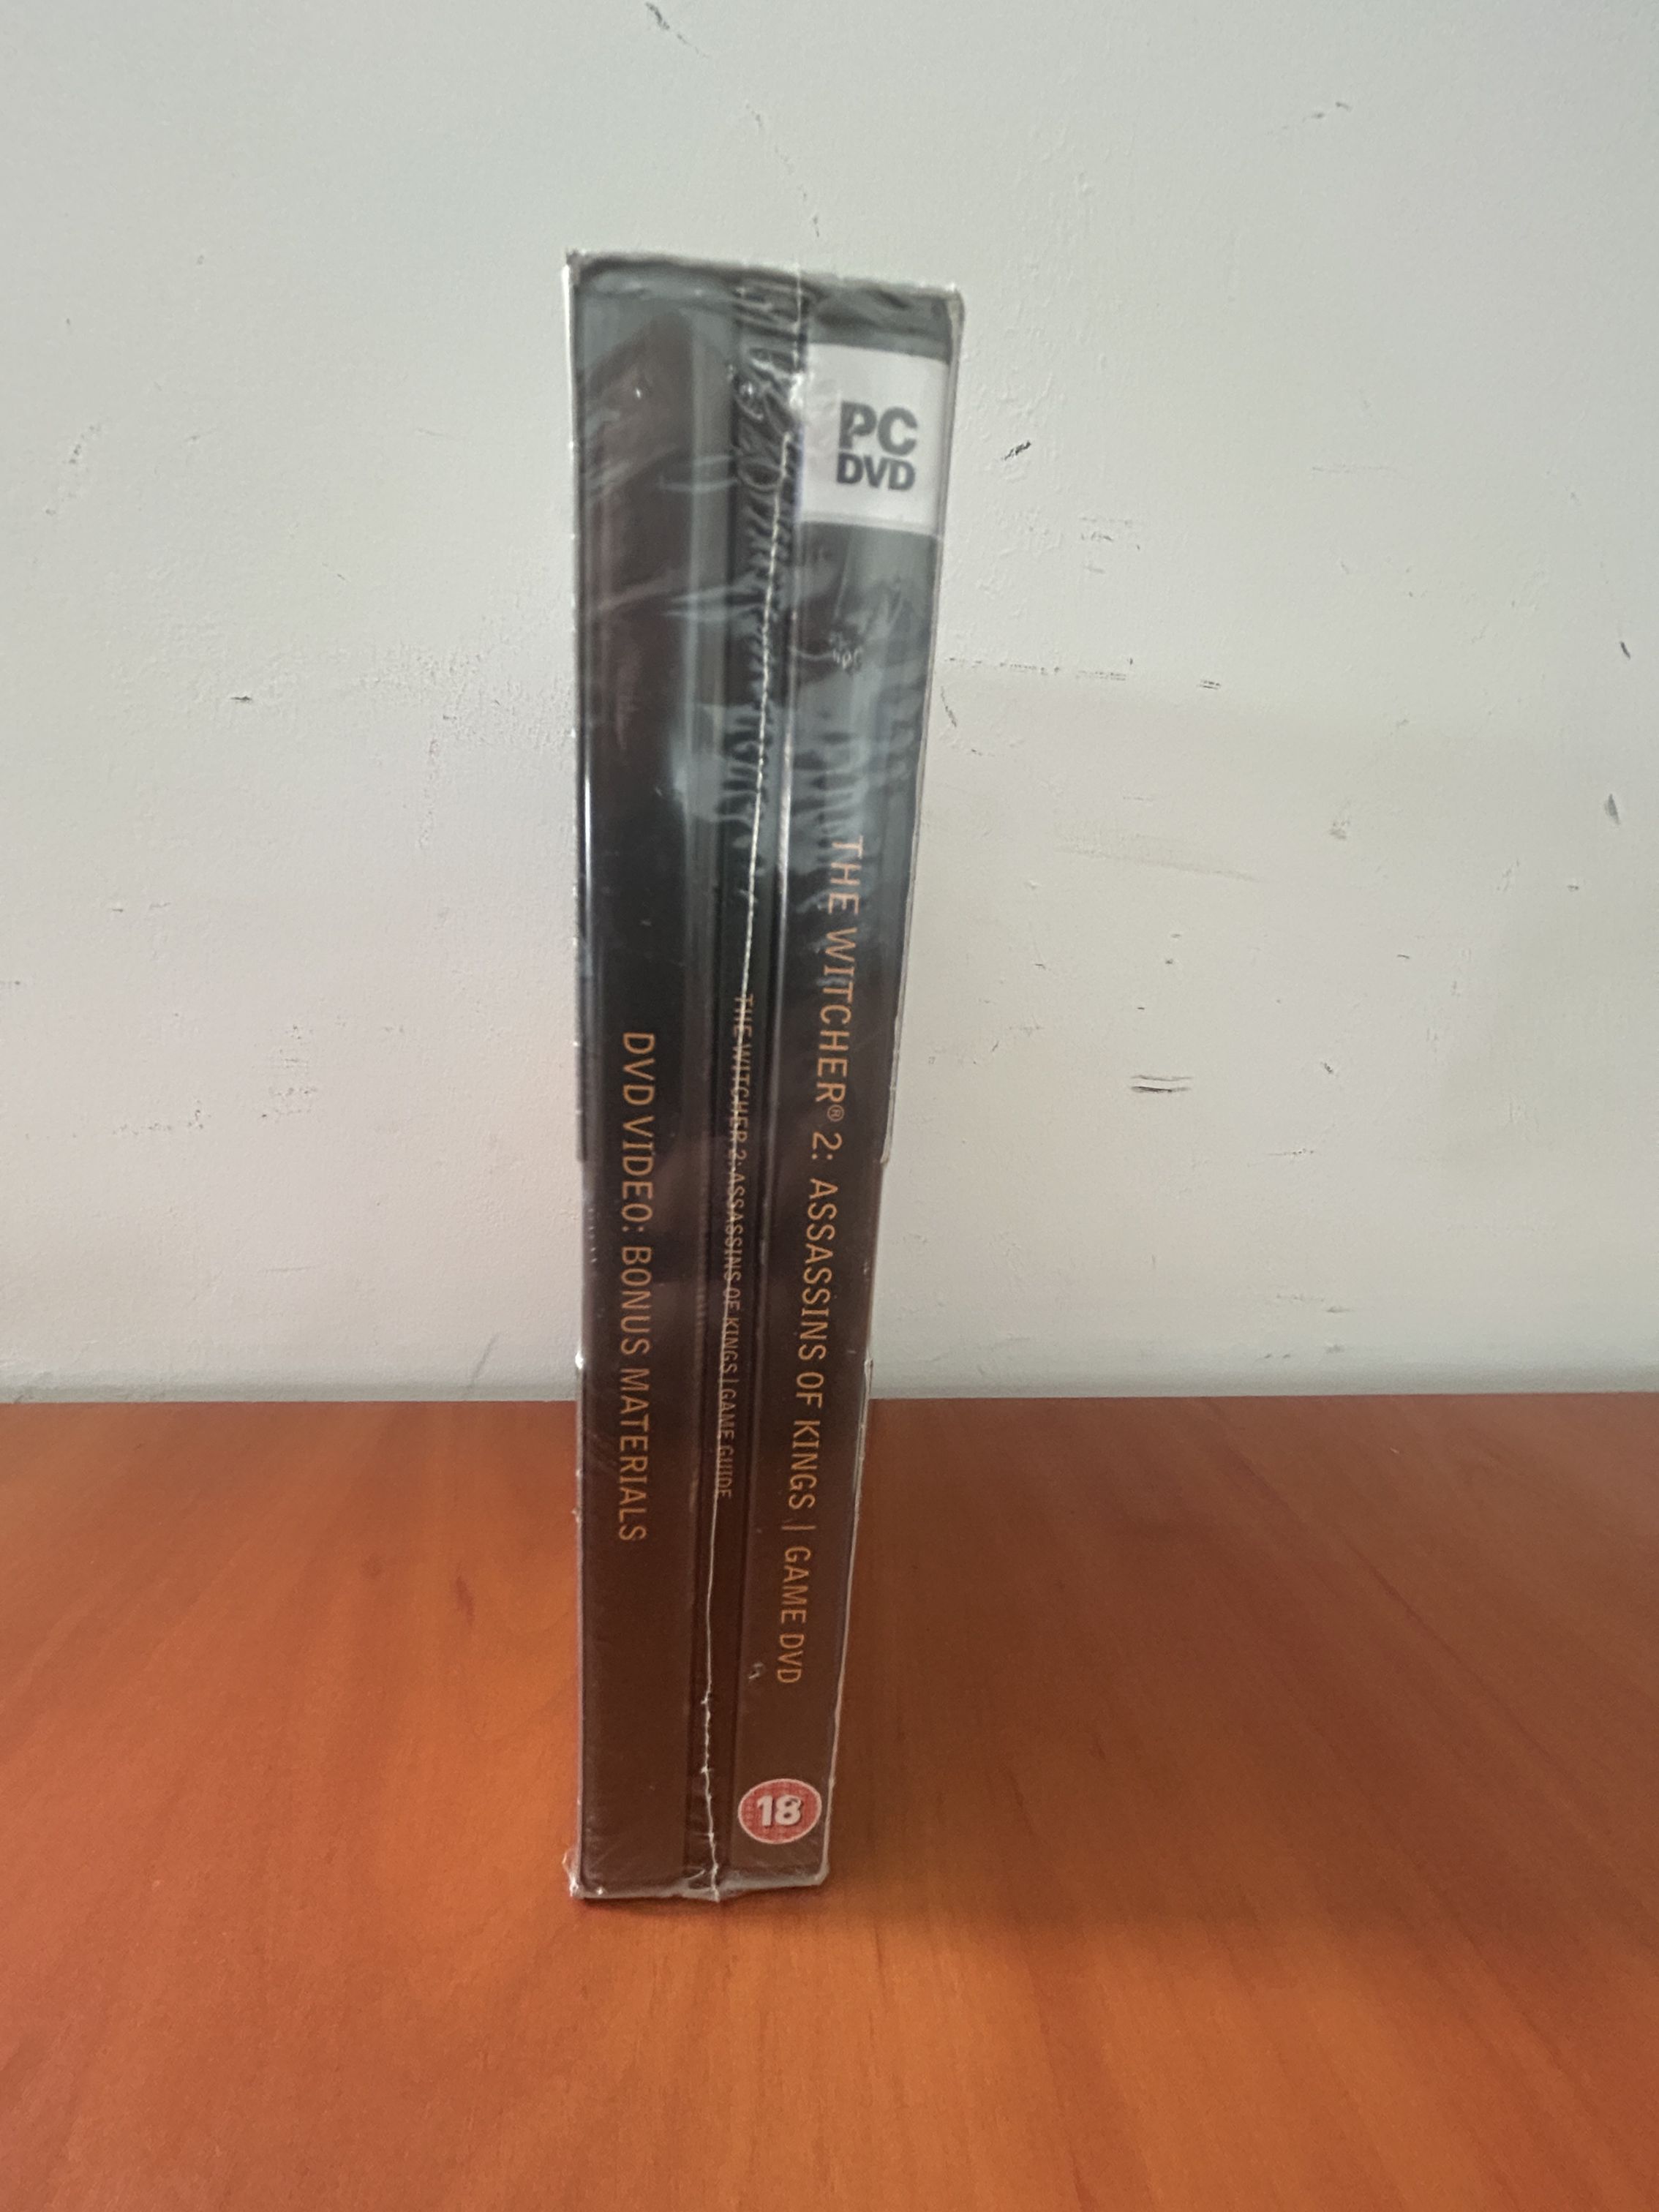 PC
DVD
THE WITCHER® 2: ASSASSINS OF KINGS | GAME DVD
18
THE WITCHER 2: ASSASSINS OF KINGS | GAME GUIDE
DVD VIDEO: BONUS MATERIALS